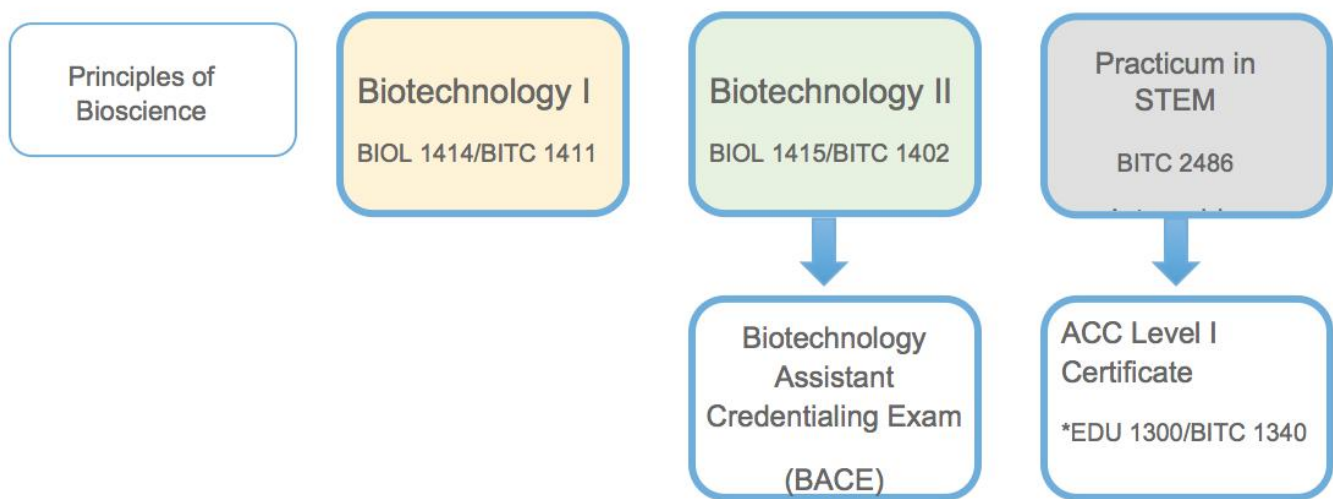 Principles of
Bioscience
Biotechnology I
BIOL 1414/BITC 1411
Biotechnology II
BIOL 1415/BITC 1402
Practicum in
STEM
BITC 2486
Biotechnology
Assistant
Credentialing Exam
(BACE)
ACC Level I
Certificate
*EDU 1300/BITC 1340